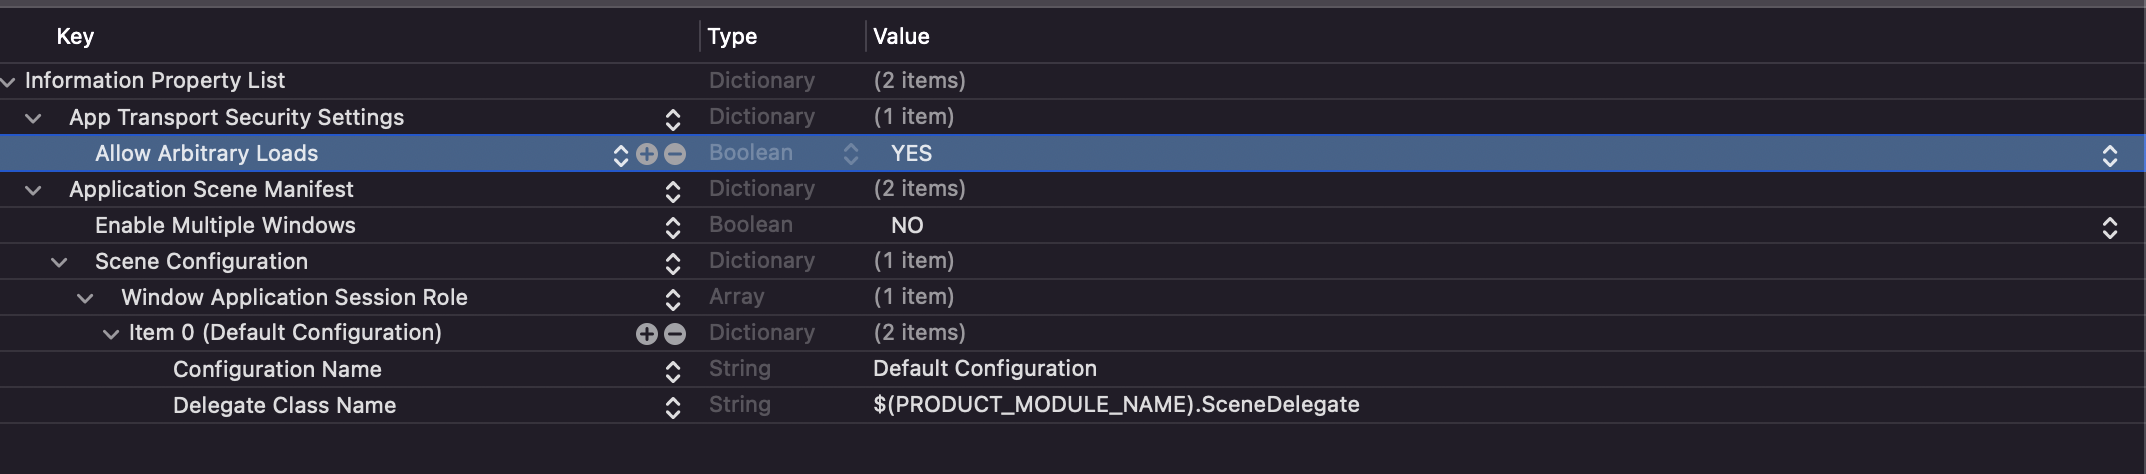 Key Type Value
Information Property List Dictionary (2 items)
App Transport Security Settings Dictionary (1 item)
Allow Arbitrary Loads Boolean YES
Application Scene Manifest Dictionary (2 items)
Enable Multiple Windows Boolean NO
Scene Configuration Dictionary (1 item)
Window Application Session Role Array (1 item)
Item 0 (Default Configuration) Dictionary (2 items)
Configuration Name String Default Configuration
Delegate Class Name String $(PRODUCT_MODULE_NAME).SceneDelegate